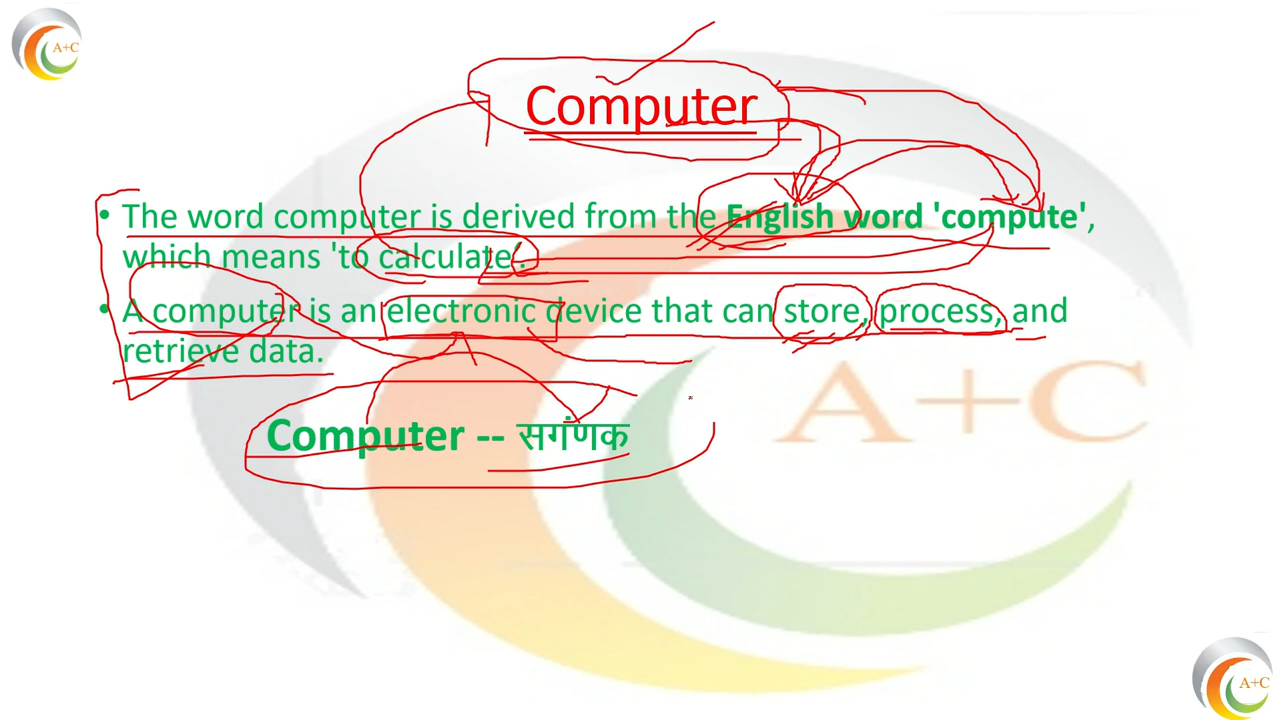 A+C
Computer
• The word computer is derived from the English word 'compute',
which means 'to calculate'.
• A computer is an electronic device that can store, process, and
retrieve data.
A+C
Computer -- सगंणक
A+C